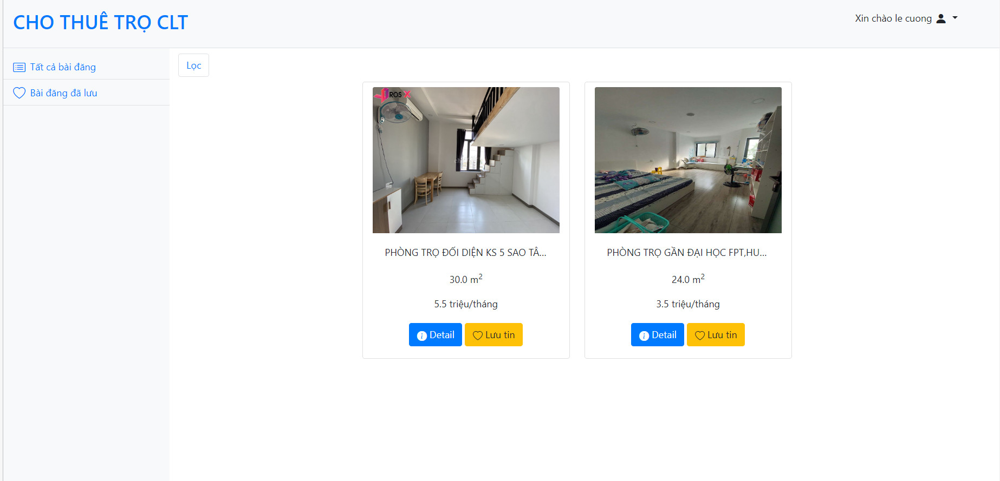 CHO THUÊ TRỌ CLT
Xin chào le cuong
Tất cả bài đăng
Bài đăng đã lưu
Lọc
ROS
PHÒNG TRỌ ĐỐI DIỆN KS 5 SAO TÂ...
30.0 m²
5.5 triệu/tháng
Detail Lưu tin
PHÒNG TRỌ GẦN ĐẠI HỌC FPT,HU...
24.0 m²
3.5 triệu/tháng
Detail Lưu tin